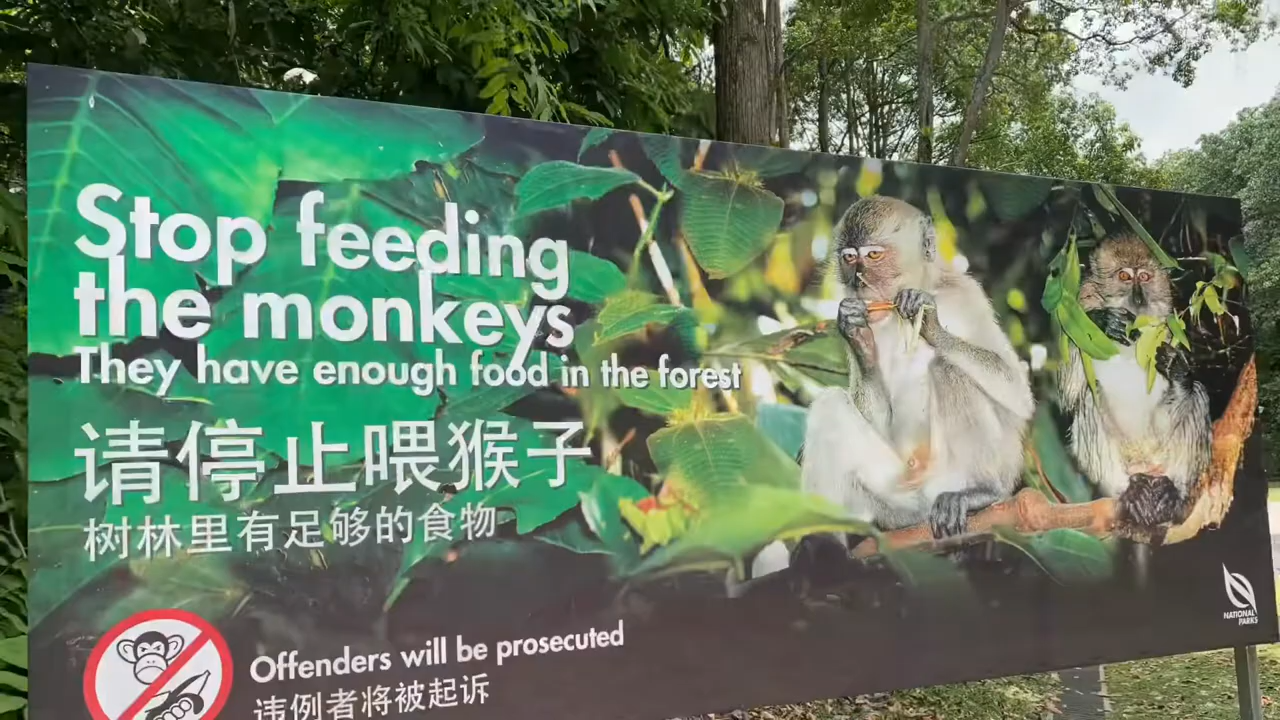 Stop feeding
the monkeys
They have enough food in the forest
请停止喂猴子
树林里有足够的食物
Offenders will be prosecuted
违例者将被起诉
NATIONAL
PARKS